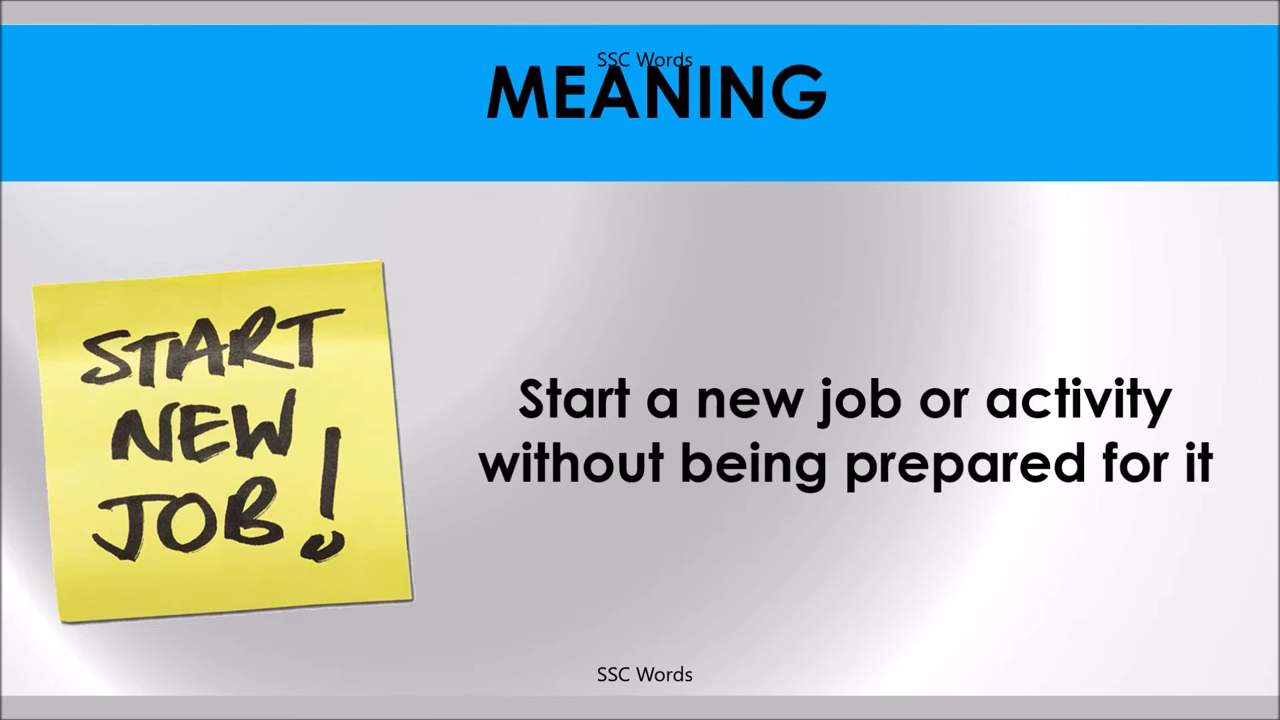 SSC Words
MEANING
START
NEW
JOB!
Start a new job or activity
without being prepared for it
SSC Words